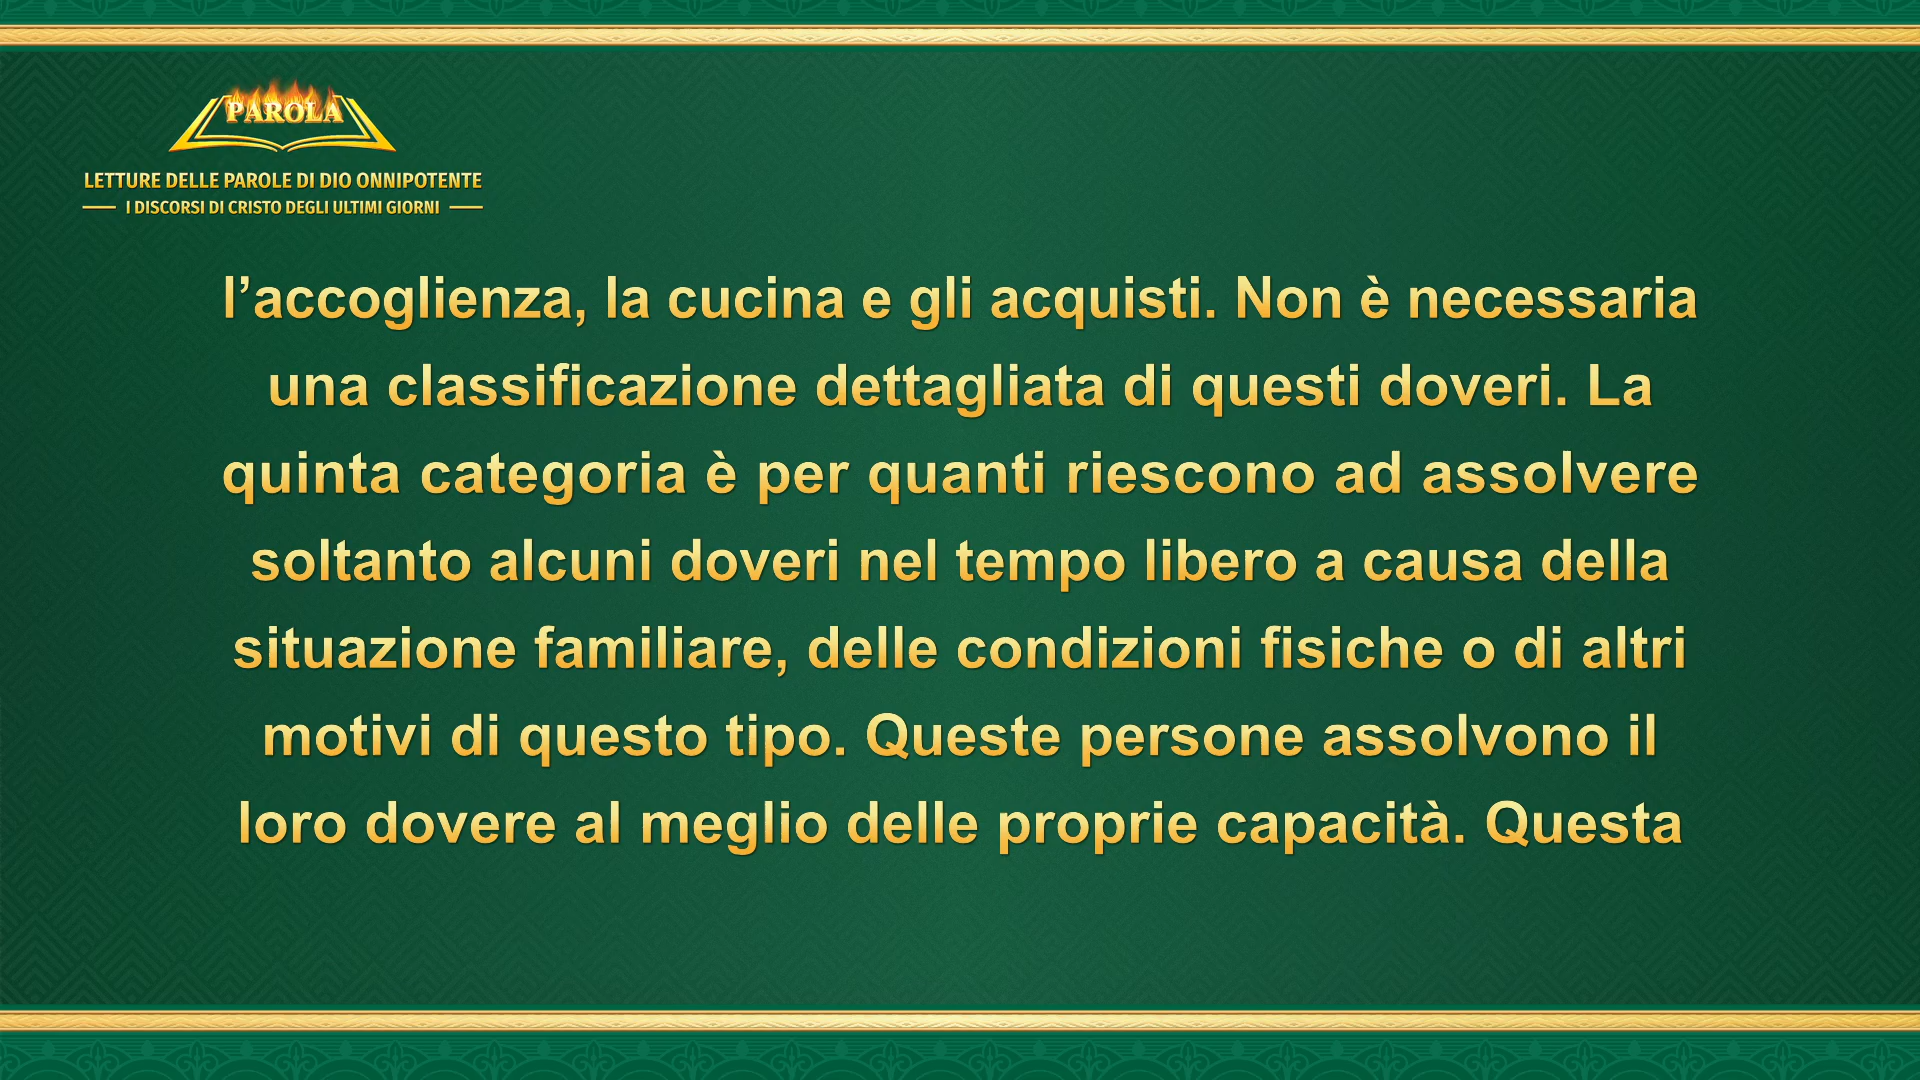 PAROLA
LETTURE DELLE PAROLE DI DIO ONNIPOTENTE
I DISCORSI DI CRISTO DEGLI ULTIMI GIORNI
l’accoglienza, la cucina e gli acquisti. Non è necessaria
una classificazione dettagliata di questi doveri. La
quinta categoria è per quanti riescono ad assolvere
soltanto alcuni doveri nel tempo libero a causa della
situazione familiare, delle condizioni fisiche o di altri
motivi di questo tipo. Queste persone assolvono il
loro dovere al meglio delle proprie capacità. Questa